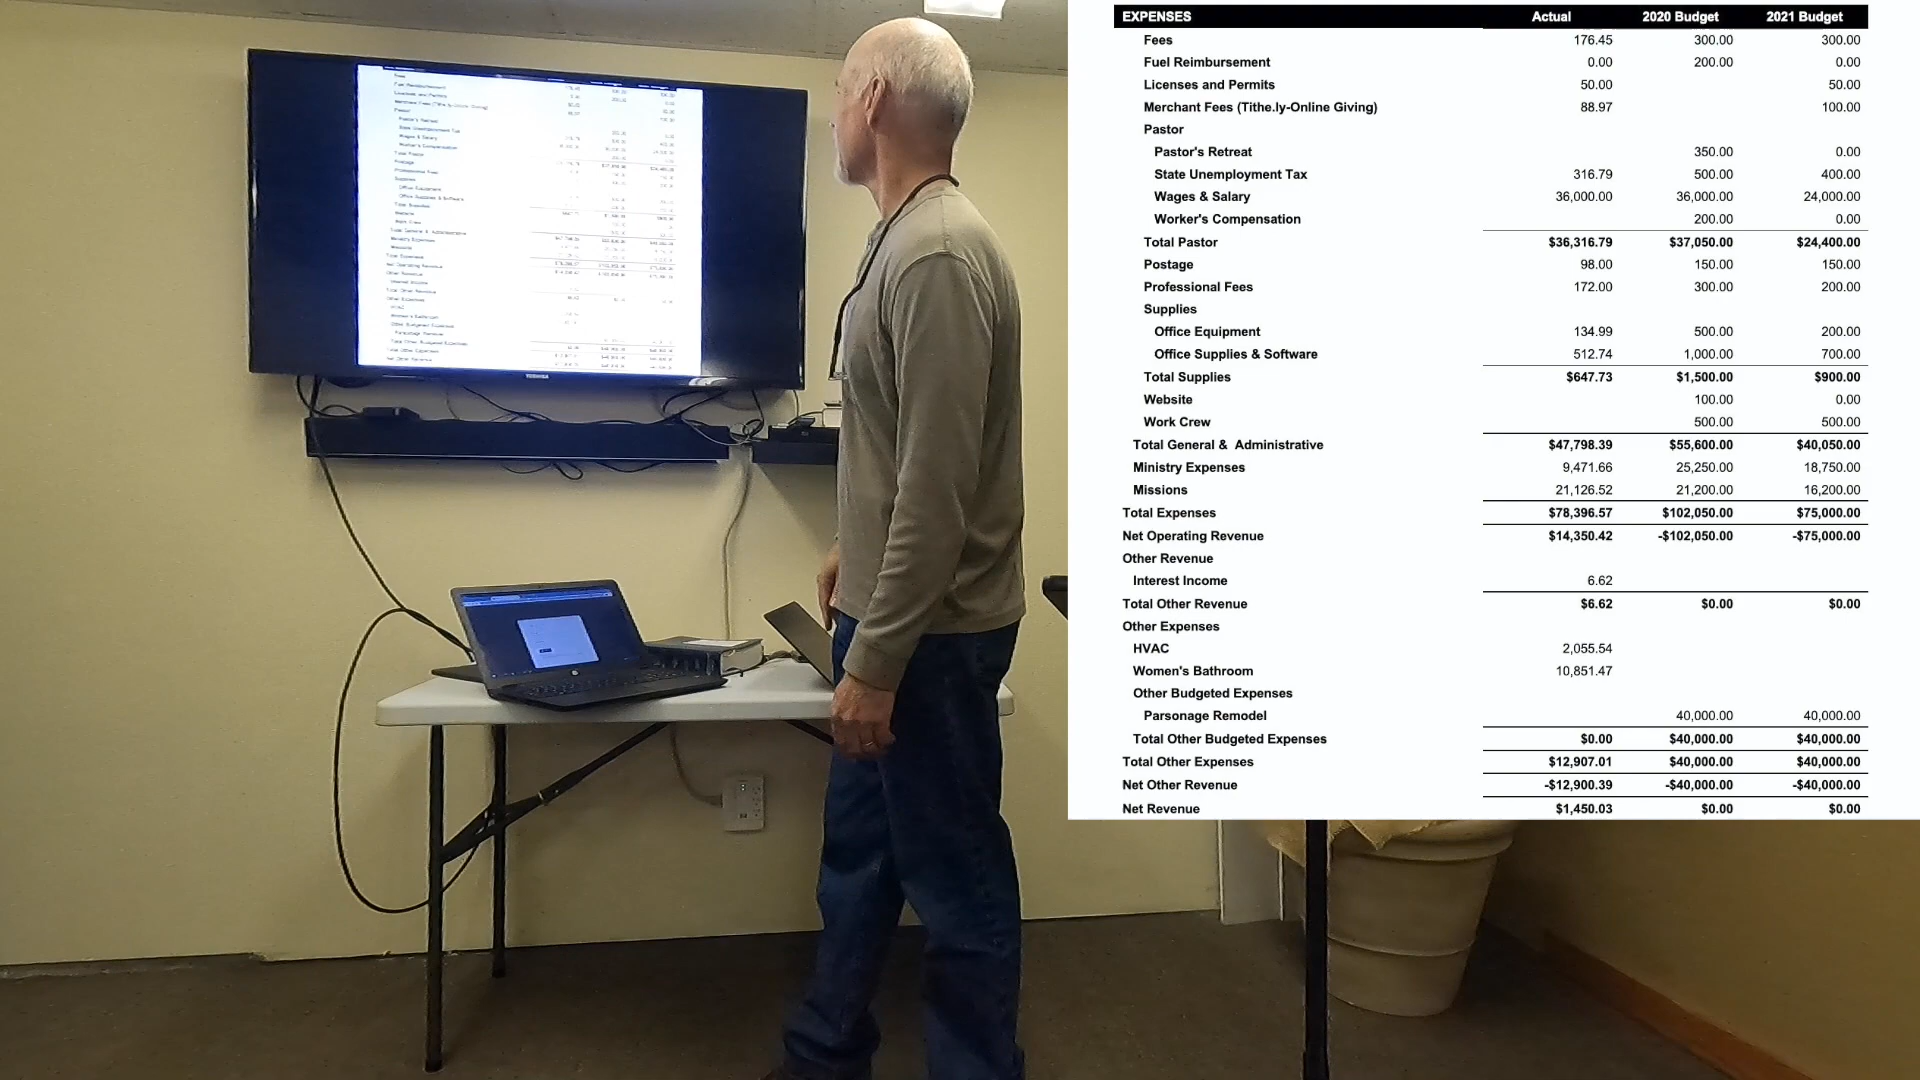 EXPENSES Actual 2020 Budget 2021 Budget
Fees 176.45 300.00 300.00
Fuel Reimbursement 0.00 200.00 0.00
Licenses and Permits 50.00 50.00
Merchant Fees (Tithe.ly-Online Giving) 88.97 100.00
Pastor
Pastor's Retreat 350.00 0.00
State Unemployment Tax 316.79 500.00 400.00
Wages & Salary 36,000.00 36,000.00 24,000.00
Worker's Compensation 200.00 0.00
Total Pastor $36,316.79 $37,050.00 $24,400.00
Postage 98.00 150.00 150.00
Professional Fees 172.00 300.00 200.00
Supplies
Office Equipment 134.99 500.00 200.00
Office Supplies & Software 512.74 1,000.00 700.00
Total Supplies $647.73 $1,500.00 $900.00
Website 100.00 0.00
Work Crew 500.00 500.00
Total General & Administrative $47,798.39 $55,600.00 $40,050.00
Ministry Expenses 9,471.66 25,250.00 18,750.00
Missions 21,126.52 21,200.00 16,200.00
Total Expenses $78,396.57 $102,050.00 $75,000.00
Net Operating Revenue $14,350.42 -$102,050.00 -$75,000.00
Other Revenue
Interest Income 6.62
Total Other Revenue $6.62 $0.00 $0.00
Other Expenses
HVAC 2,055.54
Women's Bathroom 10,851.47
Other Budgeted Expenses
Parsonage Remodel 40,000.00 40,000.00
Total Other Budgeted Expenses $0.00 $40,000.00 $40,000.00
Total Other Expenses $12,907.01 $40,000.00 $40,000.00
Net Other Revenue -$12,900.39 -$40,000.00 -$40,000.00
Net Revenue $1,450.03 $0.00 $0.00
TOSHIBA